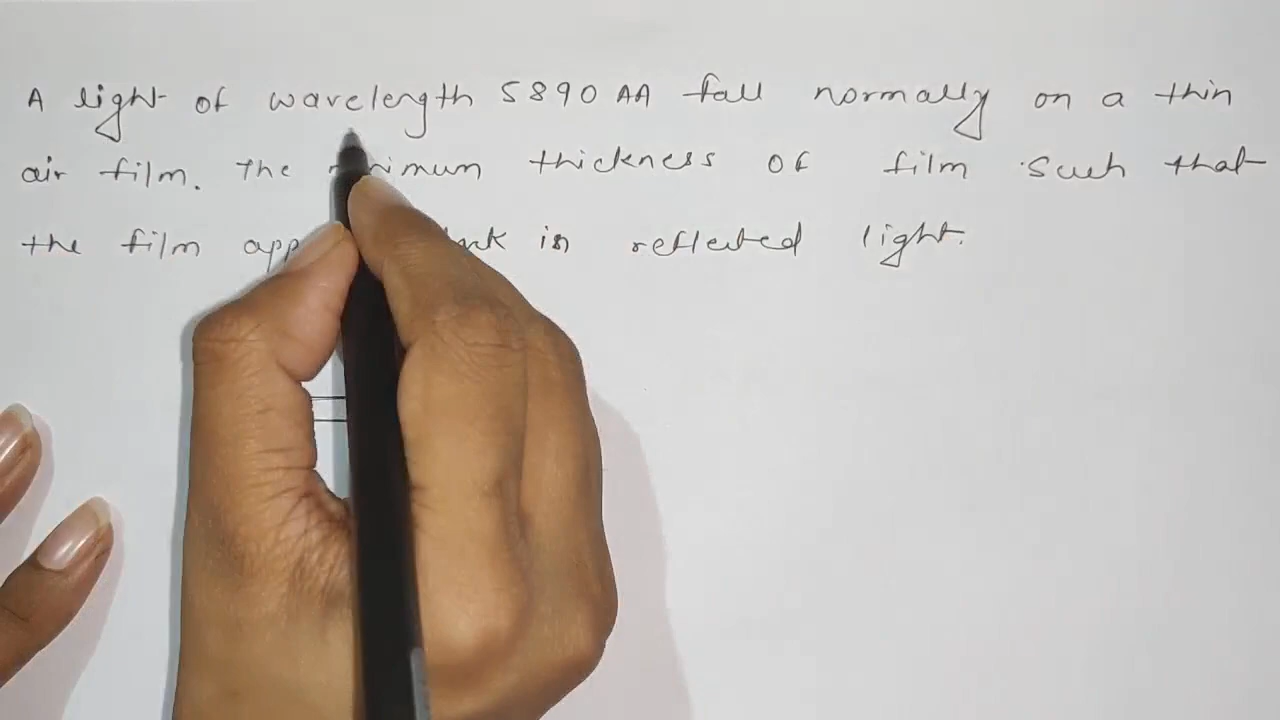 A light of wavelength 5890 AA fall normally on a thin
air film. The thickness of film such that
the film in reflected light.